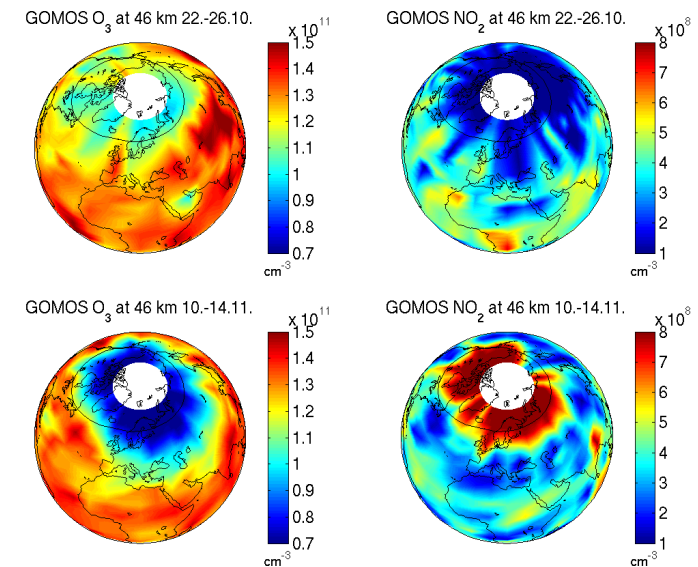 GOMOS O3 at 46 km 22.-26.10.
x 10^11
1.5
1.4
1.3
1.2
1.1
1
0.9
0.8
0.7
cm^-3
GOMOS NO2 at 46 km 22.-26.10.
x 10^8
8
7
6
5
4
3
2
1
cm^-3
GOMOS O3 at 46 km 10.-14.11.
x 10^11
1.5
1.4
1.3
1.2
1.1
1
0.9
0.8
0.7
cm^-3
GOMOS NO2 at 46 km 10.-14.11.
x 10^8
8
7
6
5
4
3
2
1
cm^-3